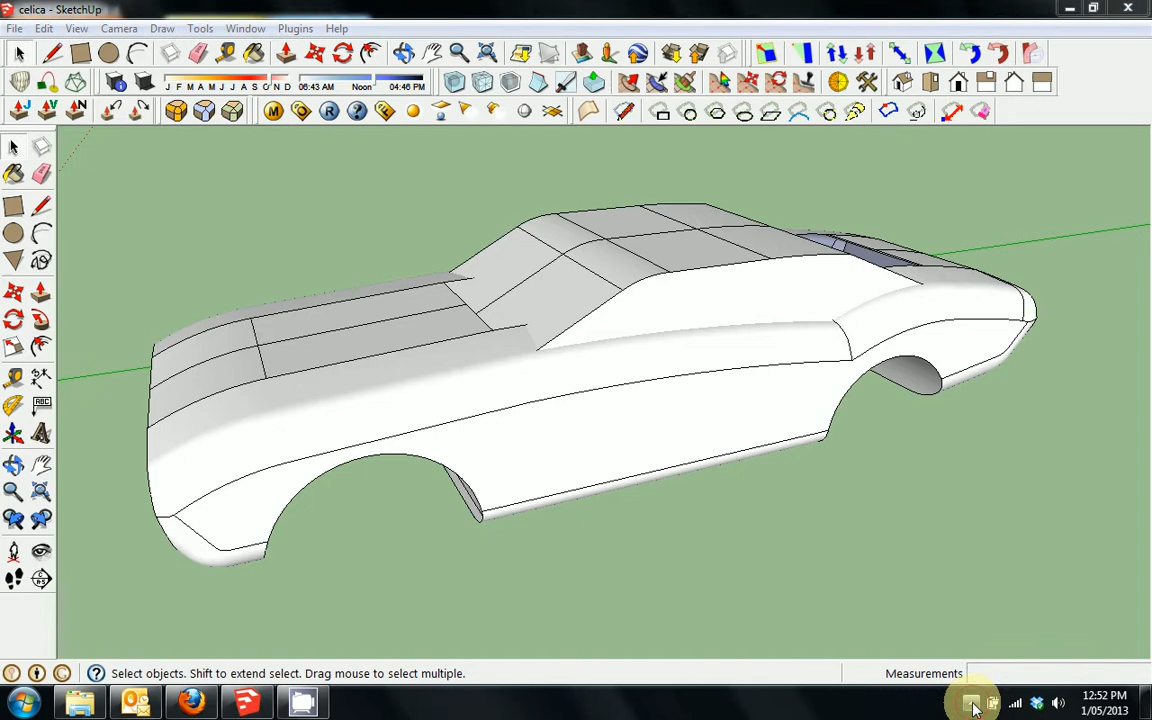 celica - SketchUp
File Edit View Camera Draw Tools Window Plugins Help
J F M A M J J A S O N D 06:43 AM Noon 04:46 PM
J V N M O R F
ABC
Select objects. Shift to extend select. Drag mouse to select multiple. Measurements
12:52 PM
1/05/2013